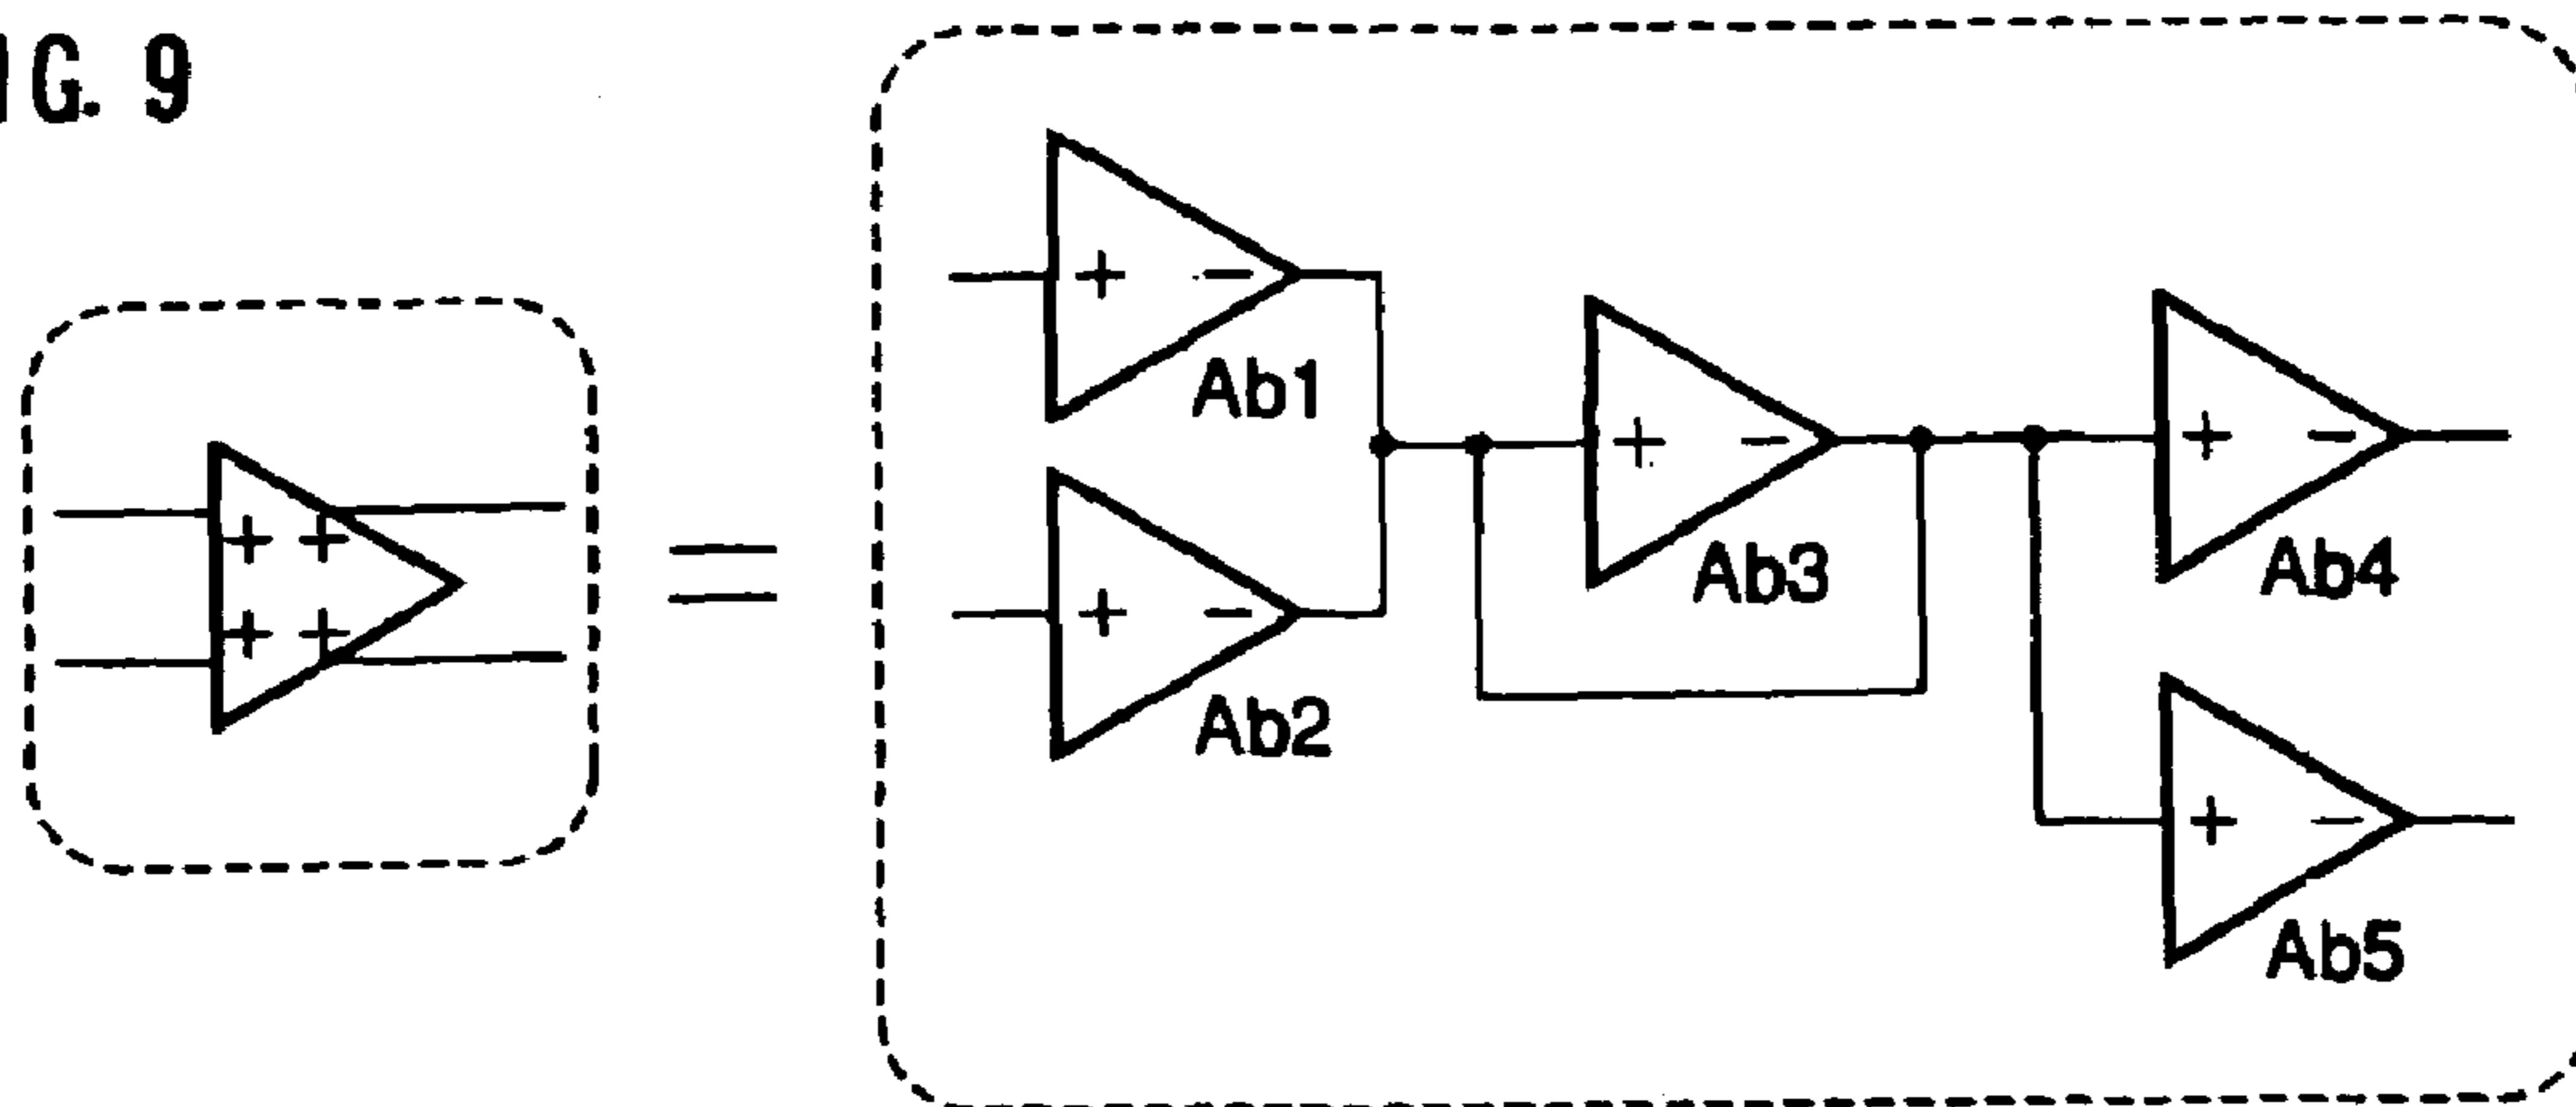 IG. 9
+ -
Ab1
+ -
Ab2
+ -
Ab3
+ -
Ab4
+ -
Ab5
+ +
+ +
=